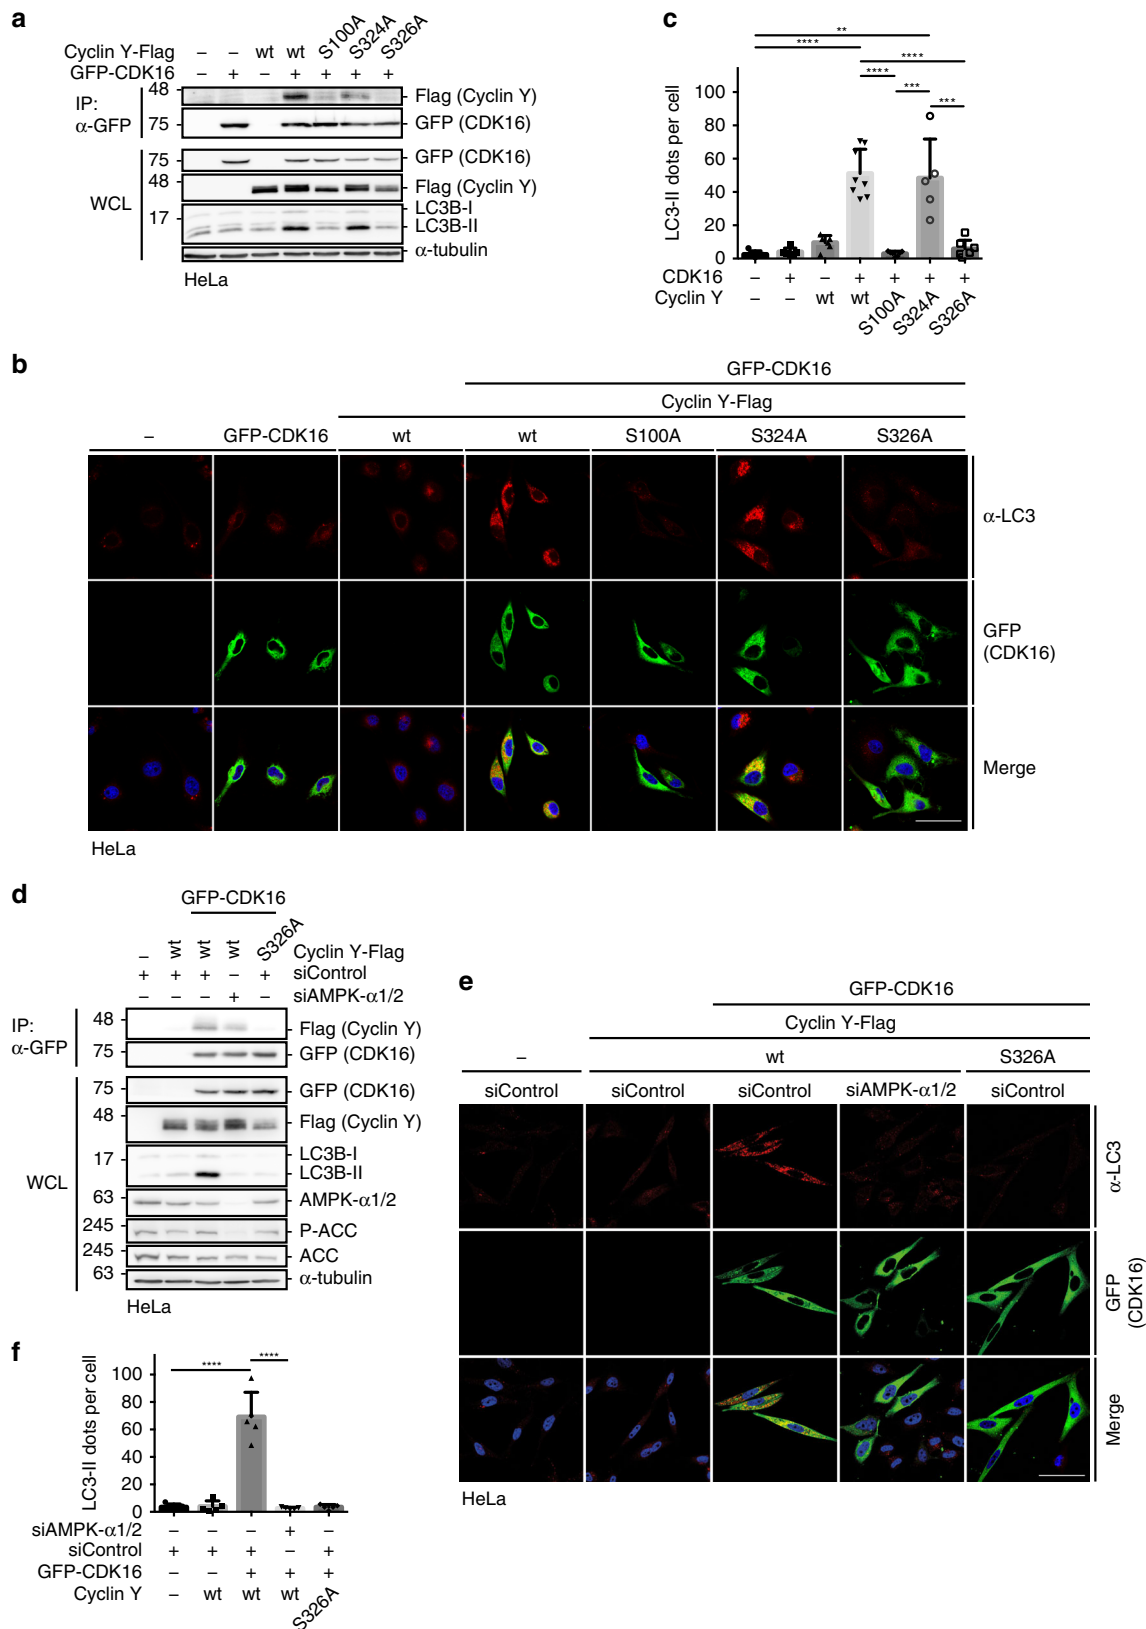 a
Cyclin Y-Flag – – wt wt S100A S324A S326A
GFP-CDK16 – + – + + + +
IP: α-GFP
48 Flag (Cyclin Y)
75 GFP (CDK16)
WCL
75 GFP (CDK16)
48 Flag (Cyclin Y)
LC3B-I
17 LC3B-II
α-tubulin
HeLa
c
** **** **** **** *** ***
LC3-II dots per cell
100
80
60
40
20
0
CDK16 – + – + + + +
Cyclin Y – – wt wt S100A S324A S326A
b
GFP-CDK16
Cyclin Y-Flag
– GFP-CDK16 wt wt S100A S324A S326A
α-LC3
GFP (CDK16)
Merge
HeLa
d
GFP-CDK16
– wt wt wt S326A Cyclin Y-Flag
+ + + – + siControl
– – – + – siAMPK-α1/2
IP: α-GFP
48 Flag (Cyclin Y)
75 GFP (CDK16)
WCL
75 GFP (CDK16)
48 Flag (Cyclin Y)
17 LC3B-I
LC3B-II
63 AMPK-α1/2
245 P-ACC
245 ACC
63 α-tubulin
HeLa
e
GFP-CDK16
Cyclin Y-Flag
– wt S326A
siControl siControl siControl siAMPK-α1/2 siControl
α-LC3
GFP (CDK16)
Merge
HeLa
f
**** ****
LC3-II dots per cell
100
80
60
40
20
0
siAMPK-α1/2 – – – + –
siControl + + + – +
GFP-CDK16 – – + + +
Cyclin Y – wt wt wt S326A